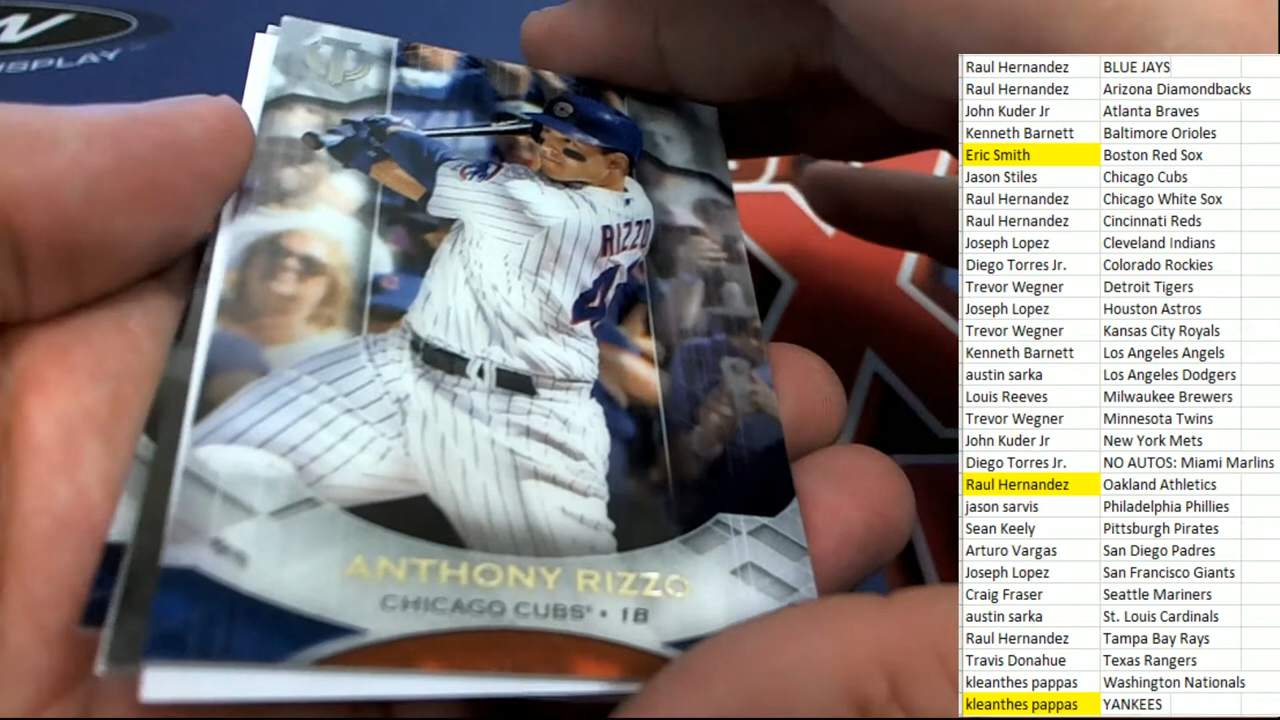 W
DISPLAY
RIZZO
ANTHONY RIZZO
CHICAGO CUBS • 1B
Raul Hernandez BLUE JAYS
Raul Hernandez Arizona Diamondbacks
John Kuder Jr Atlanta Braves
Kenneth Barnett Baltimore Orioles
Eric Smith Boston Red Sox
Jason Stiles Chicago Cubs
Raul Hernandez Chicago White Sox
Raul Hernandez Cincinnati Reds
Joseph Lopez Cleveland Indians
Diego Torres Jr. Colorado Rockies
Trevor Wegner Detroit Tigers
Joseph Lopez Houston Astros
Trevor Wegner Kansas City Royals
Kenneth Barnett Los Angeles Angels
austin sarka Los Angeles Dodgers
Louis Reeves Milwaukee Brewers
Trevor Wegner Minnesota Twins
John Kuder Jr New York Mets
Diego Torres Jr. NO AUTOS: Miami Marlins
Raul Hernandez Oakland Athletics
jason sarvis Philadelphia Phillies
Sean Keely Pittsburgh Pirates
Arturo Vargas San Diego Padres
Joseph Lopez San Francisco Giants
Craig Fraser Seattle Mariners
austin sarka St. Louis Cardinals
Raul Hernandez Tampa Bay Rays
Travis Donahue Texas Rangers
kleanthes pappas Washington Nationals
kleanthes pappas YANKEES